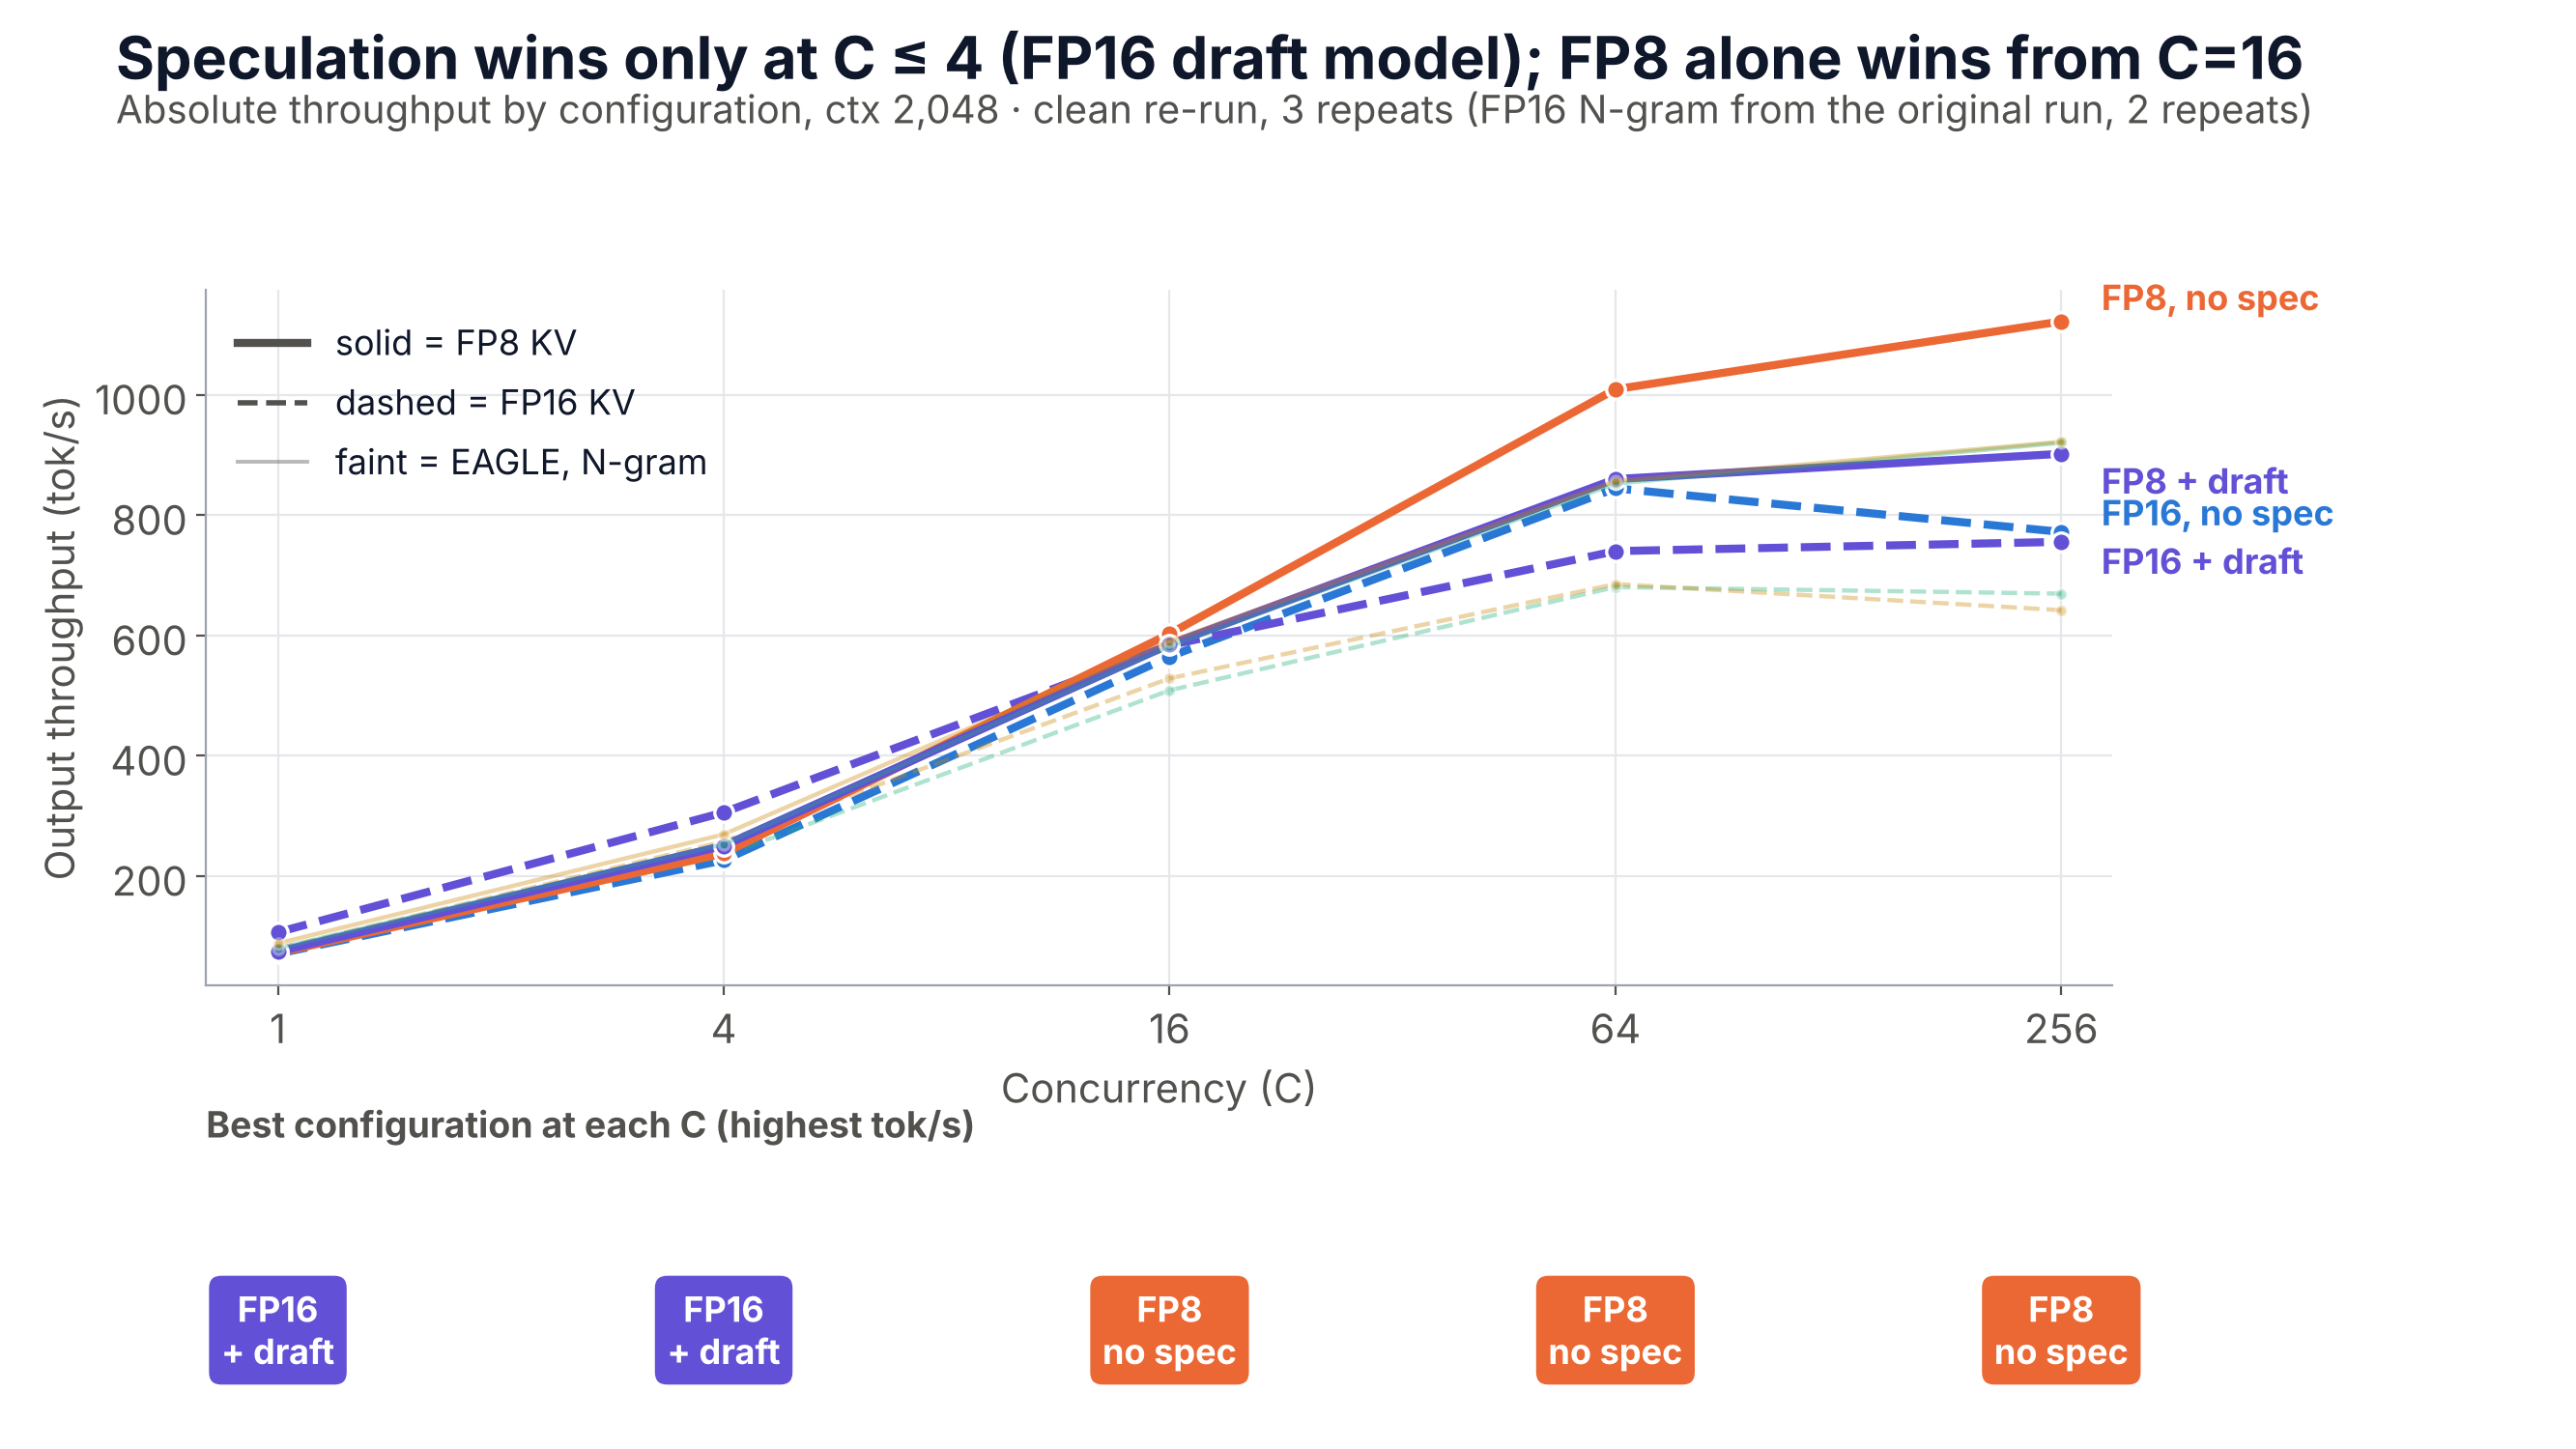 Speculation wins only at C ≤ 4 (FP16 draft model); FP8 alone wins from C=16
Absolute throughput by configuration, ctx 2,048 · clean re-run, 3 repeats (FP16 N-gram from the original run, 2 repeats)
solid = FP8 KV
dashed = FP16 KV
faint = EAGLE, N-gram
FP8, no spec
FP8 + draft
FP16, no spec
FP16 + draft
Output throughput (tok/s)
1000
800
600
400
200
1
4
16
64
256
Concurrency (C)
Best configuration at each C (highest tok/s)
FP16
+ draft
FP16
+ draft
FP8
no spec
FP8
no spec
FP8
no spec